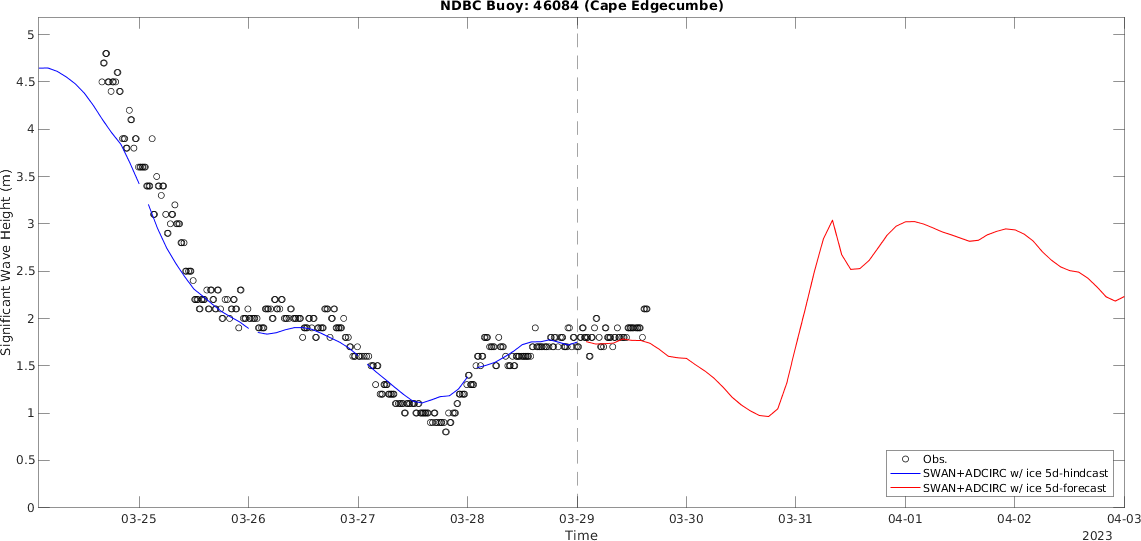 NDBC Buoy: 46084 (Cape Edgecumbe)
5
4.5
4
3.5
3
2.5
2
1.5
1
0.5
0
Significant Wave Height (m)
03-25 03-26 03-27 03-28 03-29 03-30 03-31 04-01 04-02 04-03
Time
2023
Obs.
SWAN+ADCIRC w/ ice 5d-hindcast
SWAN+ADCIRC w/ ice 5d-forecast